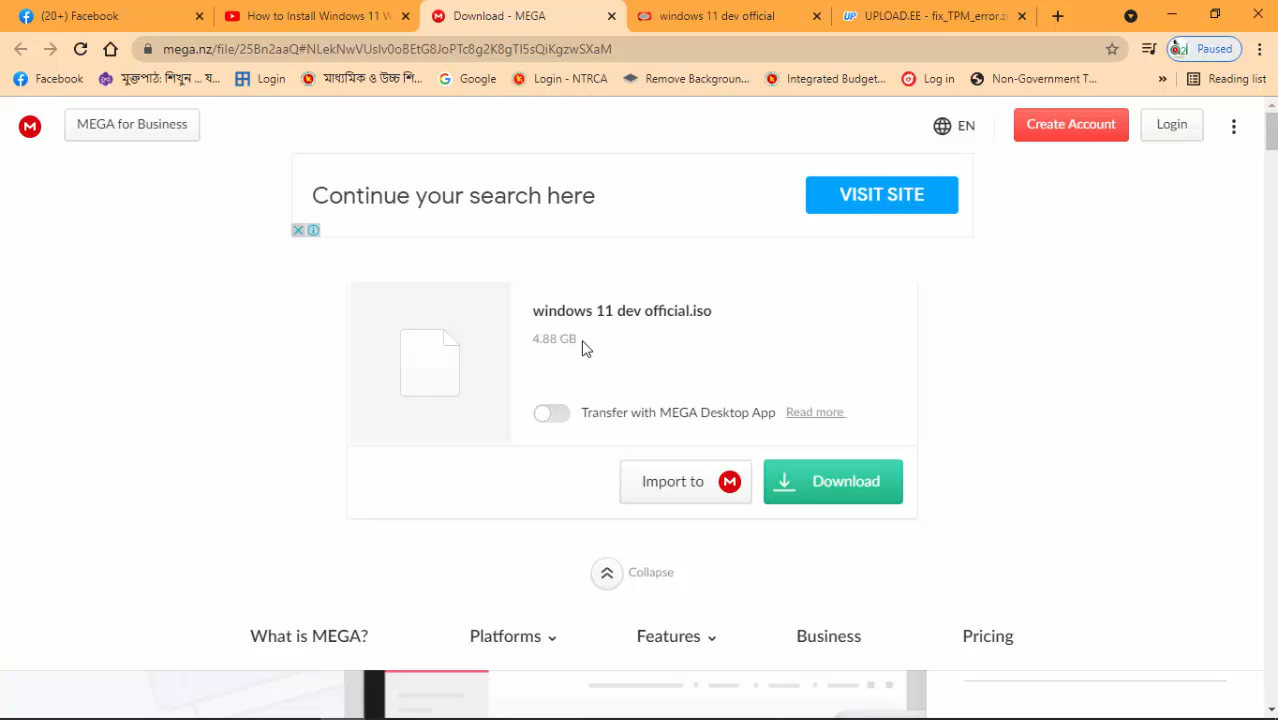 (20+) Facebook
How to Install Windows 11 W
Download - MEGA
windows 11 dev official
UP UPLOAD.EE - fix_TPM_error.z
mega.nz/file/25Bn2aaQ#NLekNwVUslv0oBEtG8JoPTc8g2K8gTI5sQiKgzwSXaM
Paused
Facebook
মুক্তপাঠ: শিখুন ... য...
Login
মাধ্যমিক ও উচ্চ শি...
Google
Login - NTRCA
Remove Backgroun...
Integrated Budget...
Log in
Non-Government T...
»
Reading list
M
MEGA for Business
EN
Create Account
Login
Continue your search here
VISIT SITE
windows 11 dev official.iso
4.88 GB
Transfer with MEGA Desktop App Read more
Import to M
Download
Collapse
What is MEGA?
Platforms
Features
Business
Pricing